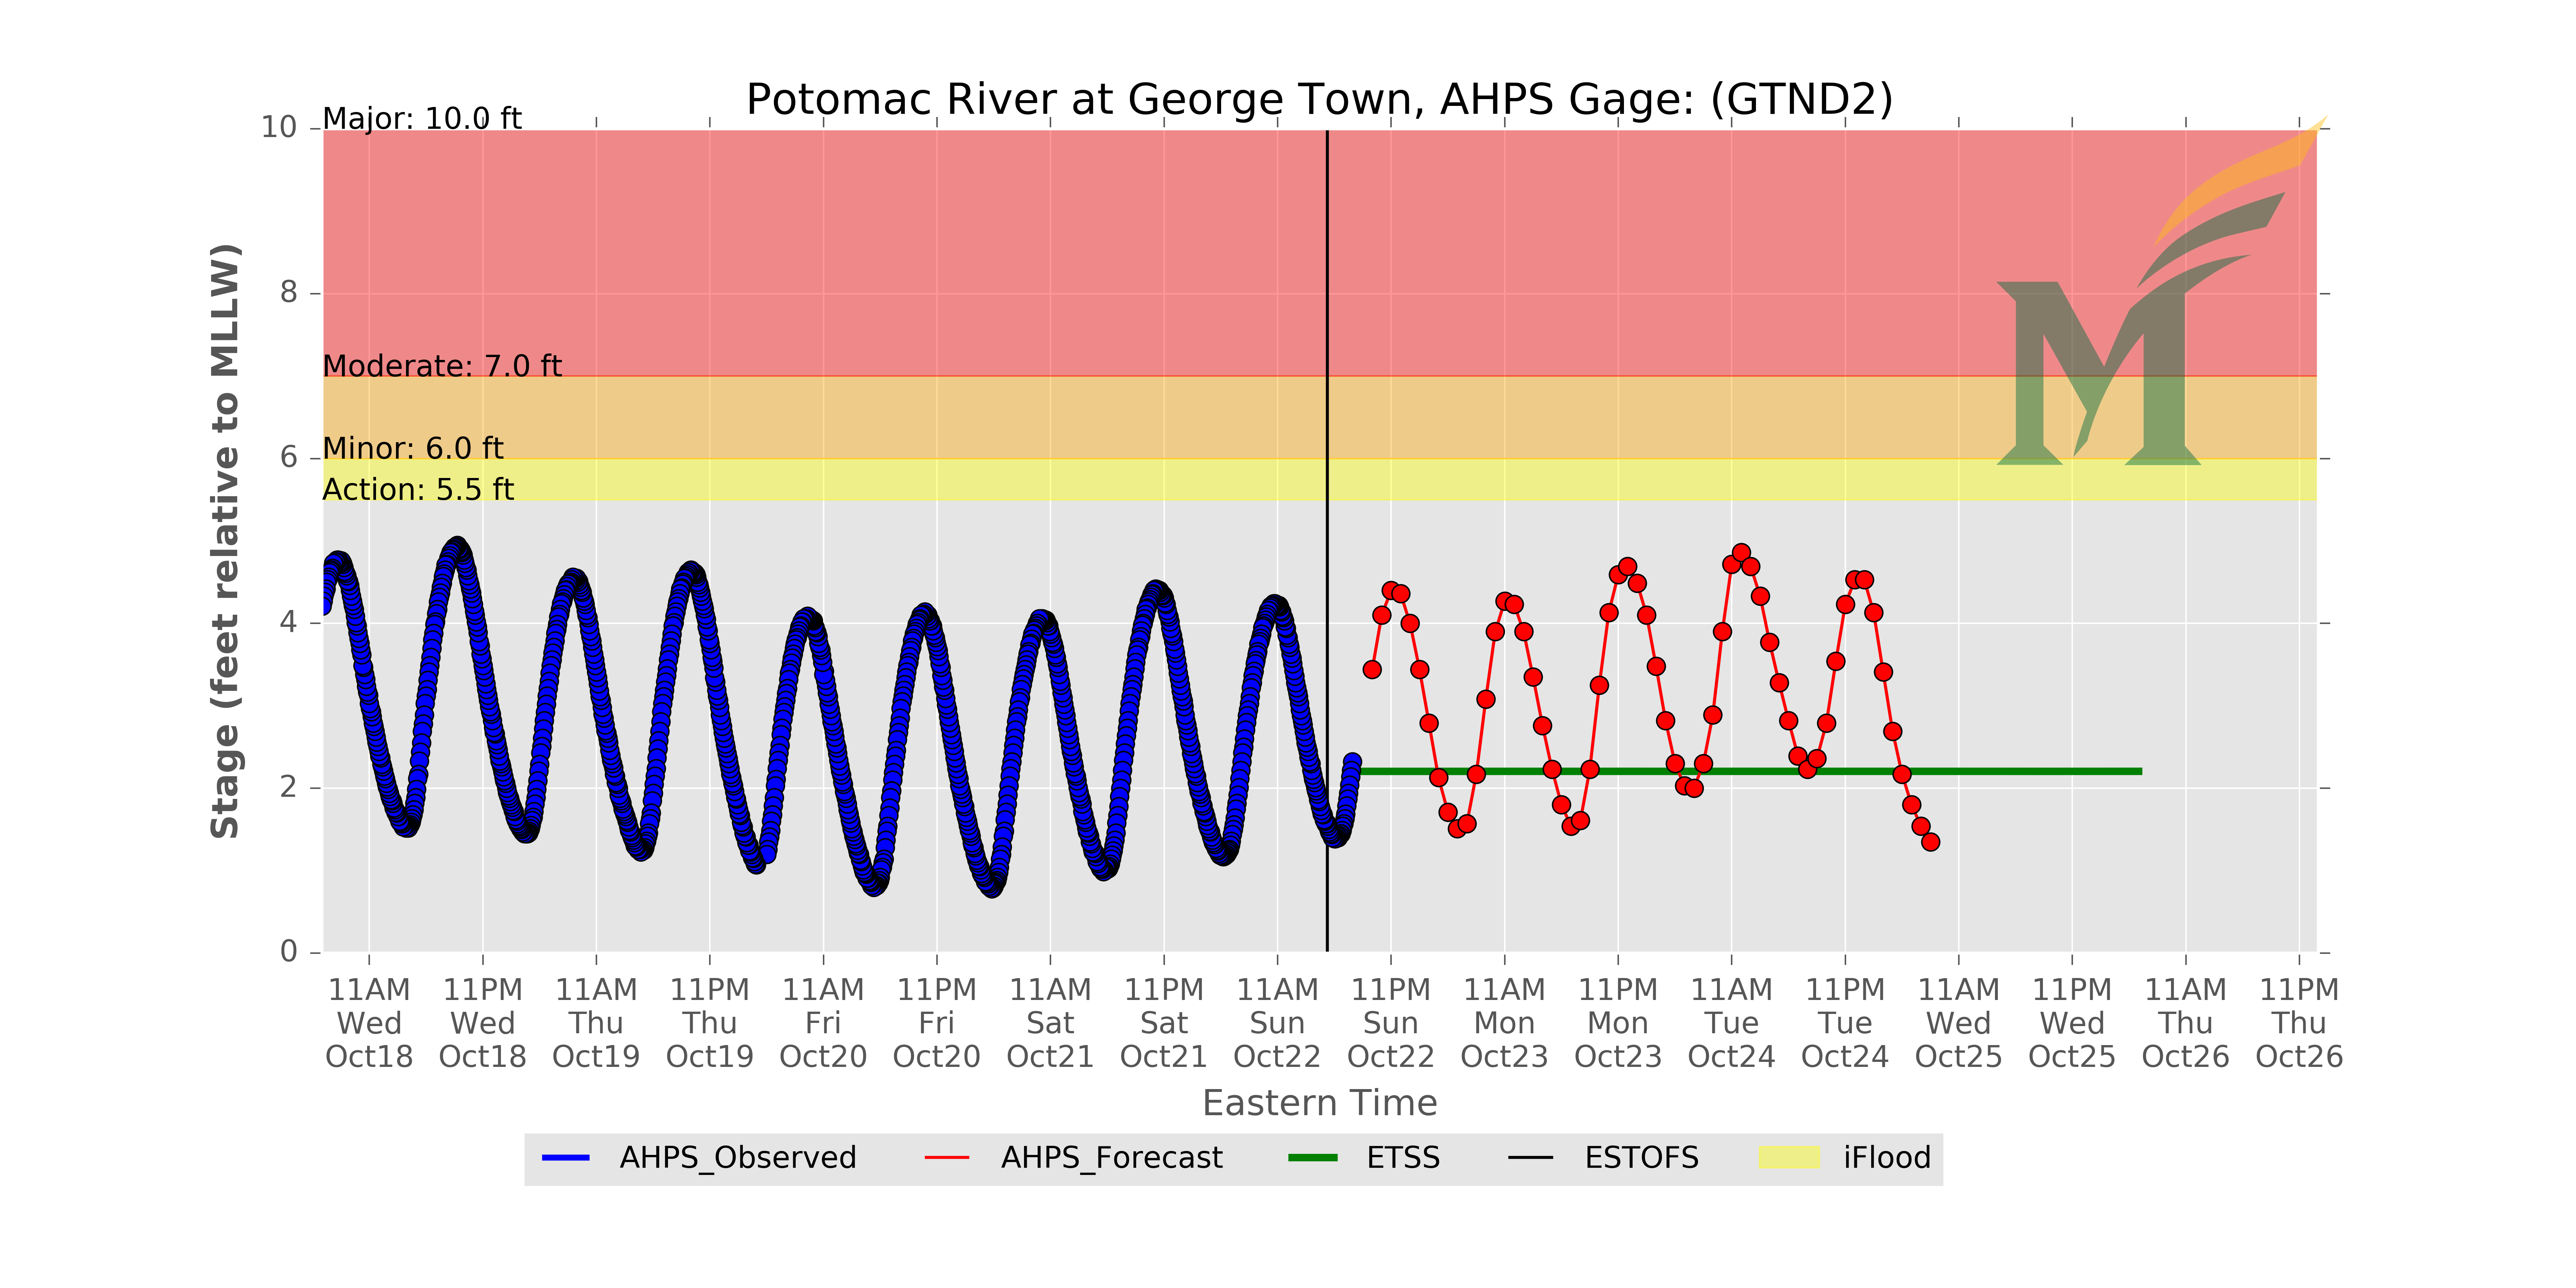 Potomac River at George Town, AHPS Gage: (GTND2)
Stage (feet relative to MLLW)
10
8
6
4
2
0
Major: 10.0 ft
Moderate: 7.0 ft
Minor: 6.0 ft
Action: 5.5 ft
11AM 11PM 11AM 11PM 11AM 11PM 11AM 11PM 11AM 11PM 11AM 11PM 11AM 11PM 11AM 11PM 11AM 11PM
Wed Wed Thu Thu Fri Fri Sat Sat Sun Sun Mon Mon Tue Tue Wed Wed Thu Thu
Oct18 Oct18 Oct19 Oct19 Oct20 Oct20 Oct21 Oct21 Oct22 Oct22 Oct23 Oct23 Oct24 Oct24 Oct25 Oct25 Oct26 Oct26
Eastern Time
AHPS_Observed AHPS_Forecast ETSS ESTOFS iFlood
M